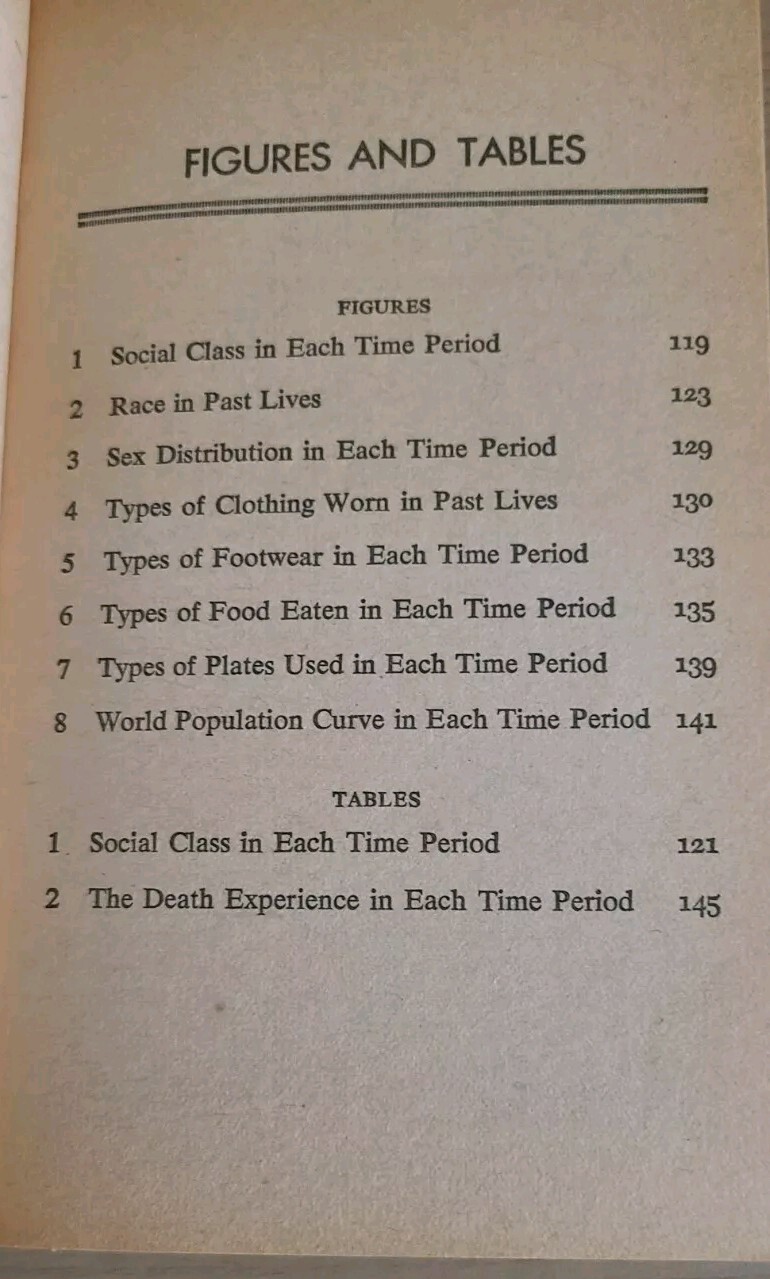 FIGURES AND TABLES
FIGURES
1 Social Class in Each Time Period 119
2 Race in Past Lives 123
3 Sex Distribution in Each Time Period 129
4 Types of Clothing Worn in Past Lives 130
5 Types of Footwear in Each Time Period 133
6 Types of Food Eaten in Each Time Period 135
7 Types of Plates Used in Each Time Period 139
8 World Population Curve in Each Time Period 141
TABLES
1 Social Class in Each Time Period 121
2 The Death Experience in Each Time Period 145